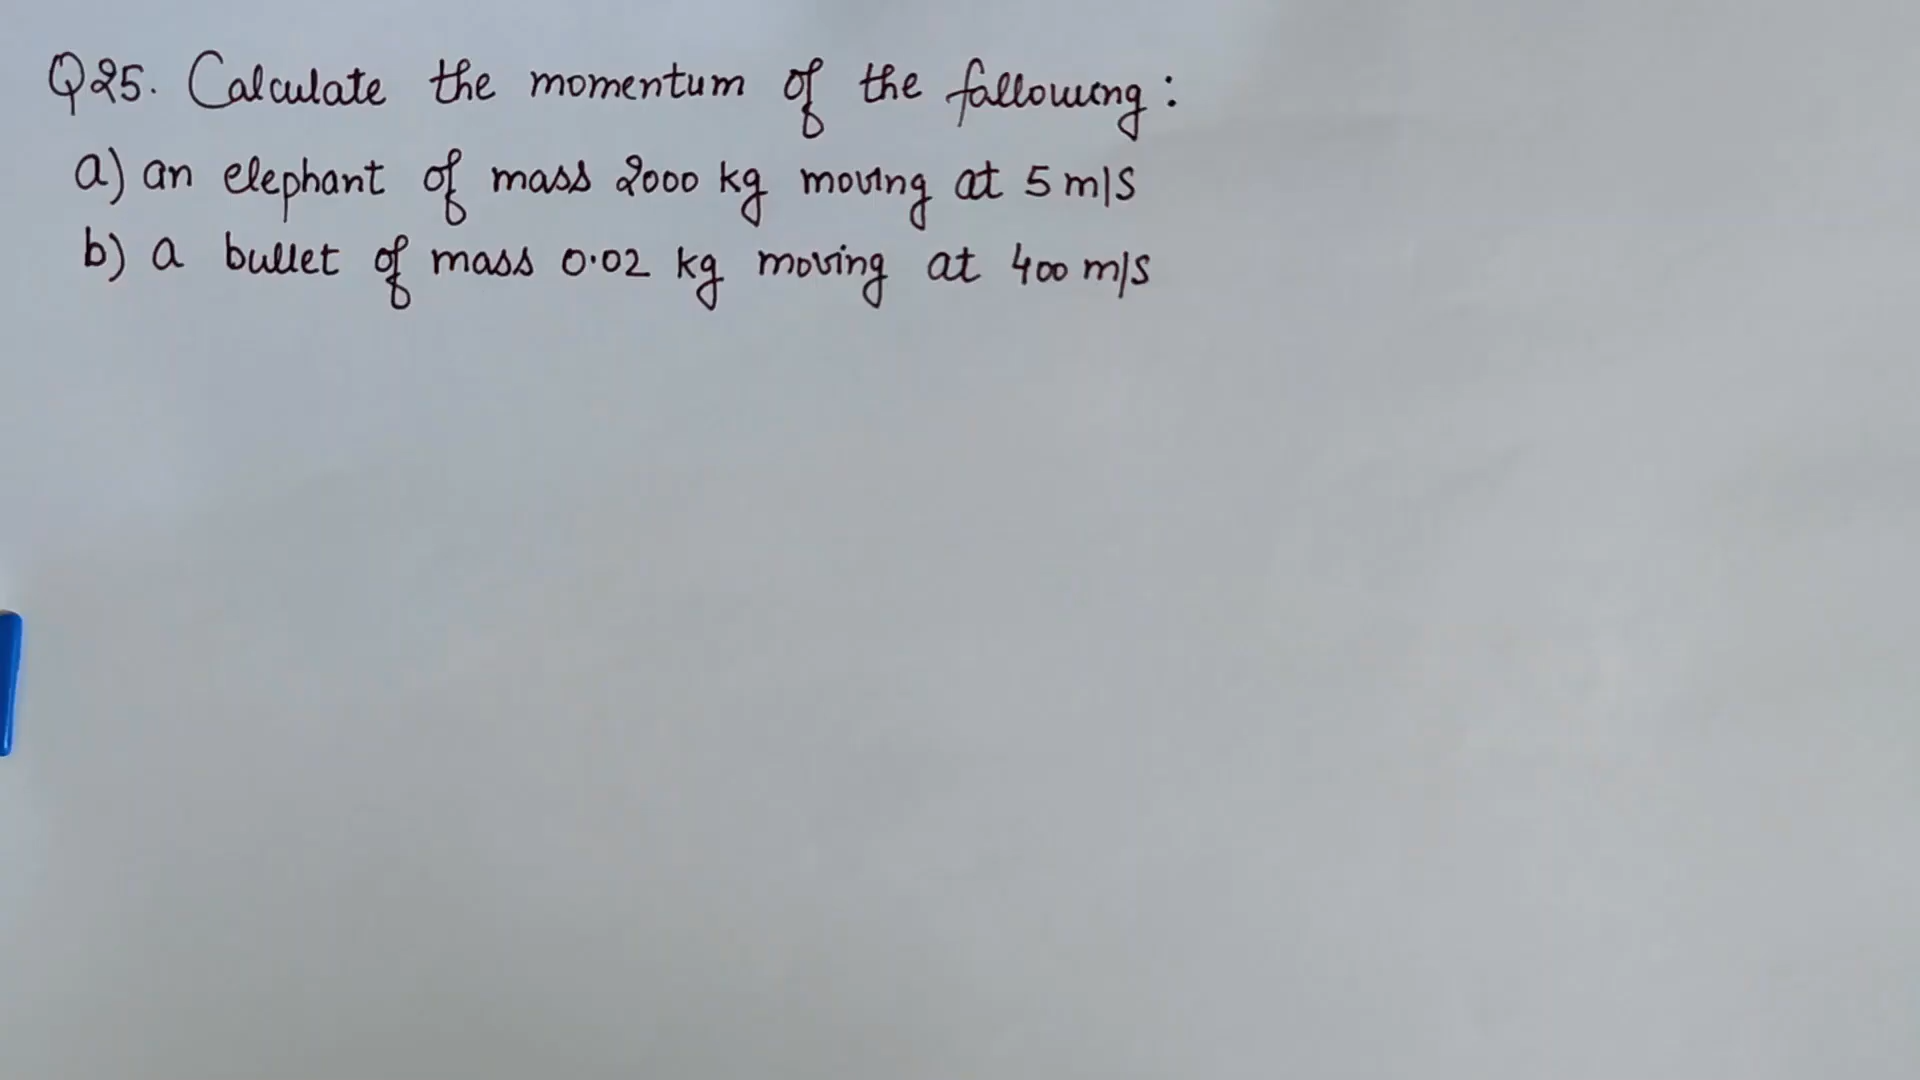 Q25. Calculate the momentum of the following :
a) an elephant of mass 2000 kg moving at 5 m/s
b) a bullet of mass 0.02 kg moving at 400 m/s